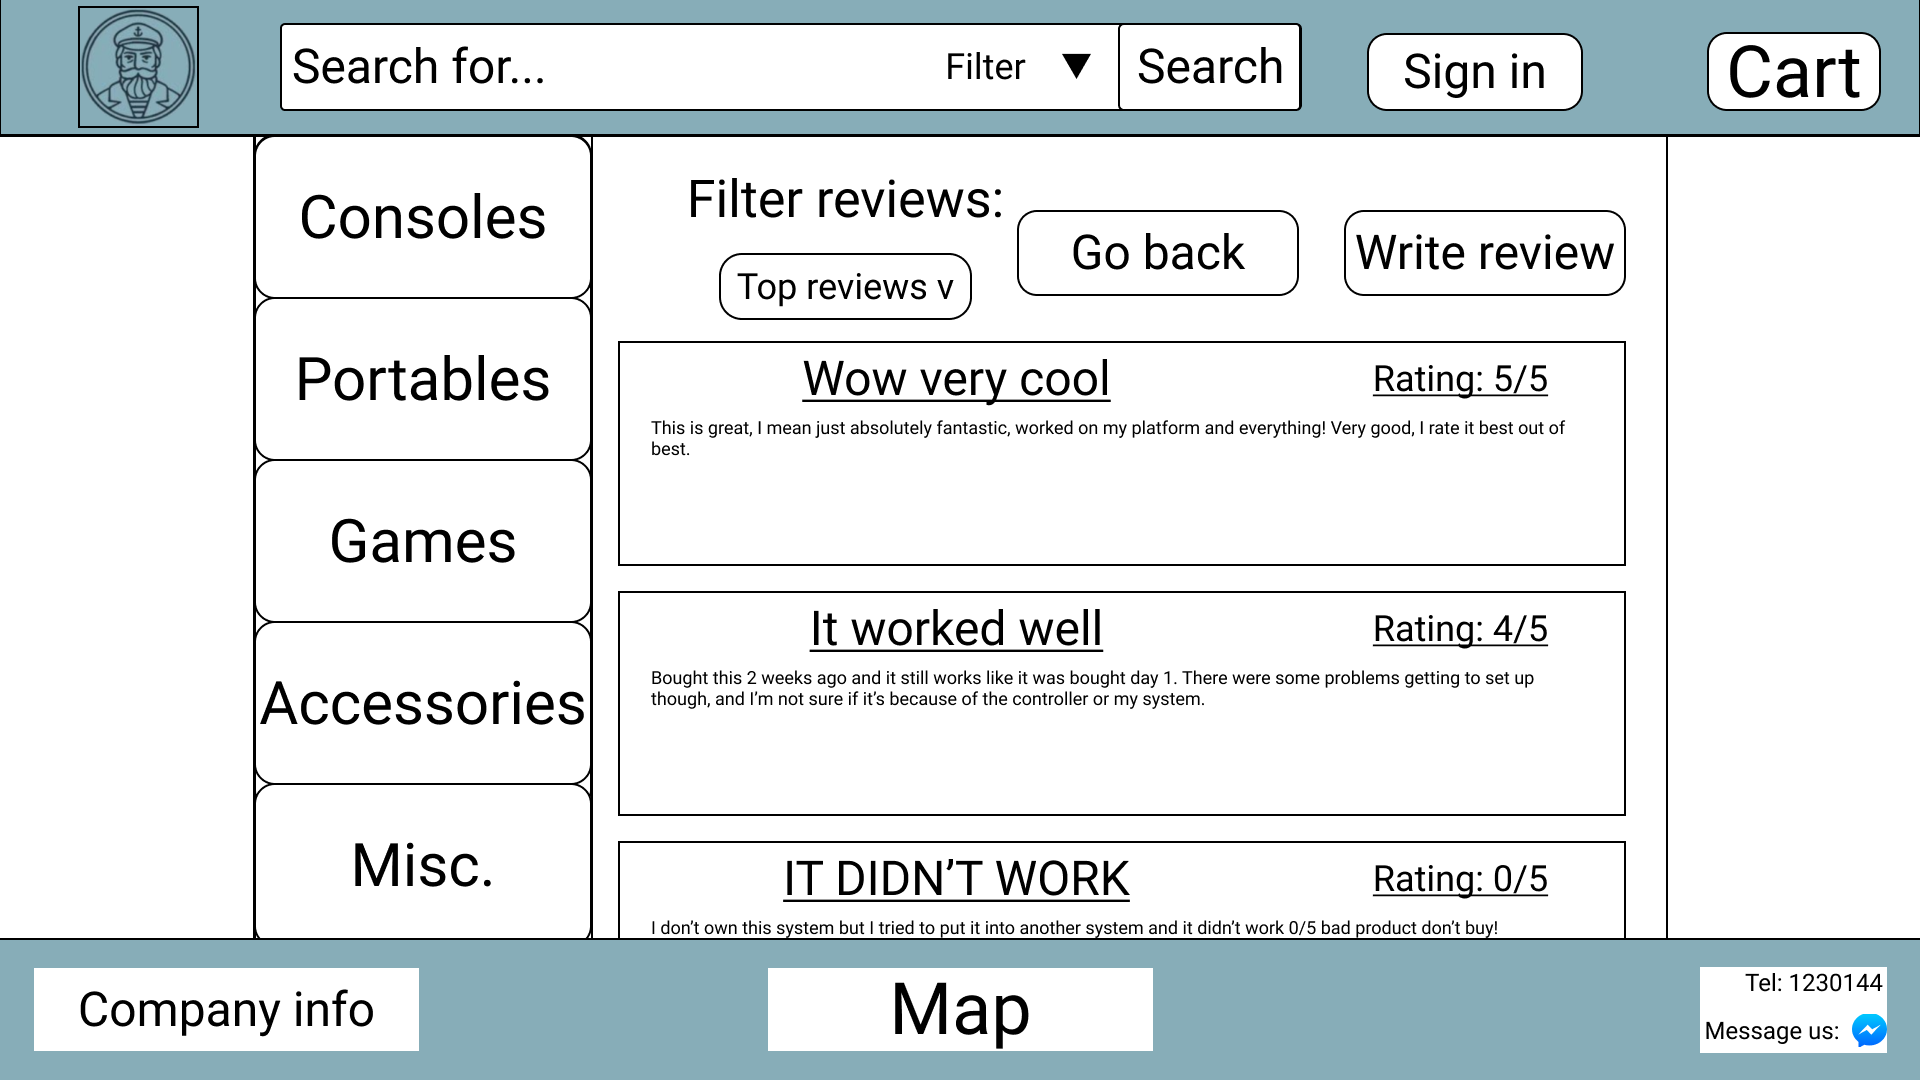 Search for...
Filter ▼
Search
Sign in
Cart
Consoles
Portables
Games
Accessories
Misc.
Filter reviews:
Top reviews v
Go back
Write review
Wow very cool
Rating: 5/5
This is great, I mean just absolutely fantastic, worked on my platform and everything! Very good, I rate it best out of
best.
It worked well
Rating: 4/5
Bought this 2 weeks ago and it still works like it was bought day 1. There were some problems getting to set up
though, and I’m not sure if it’s because of the controller or my system.
IT DIDN’T WORK
Rating: 0/5
I don’t own this system but I tried to put it into another system and it didn’t work 0/5 bad product don’t buy!
Company info
Map
Tel: 1230144
Message us: